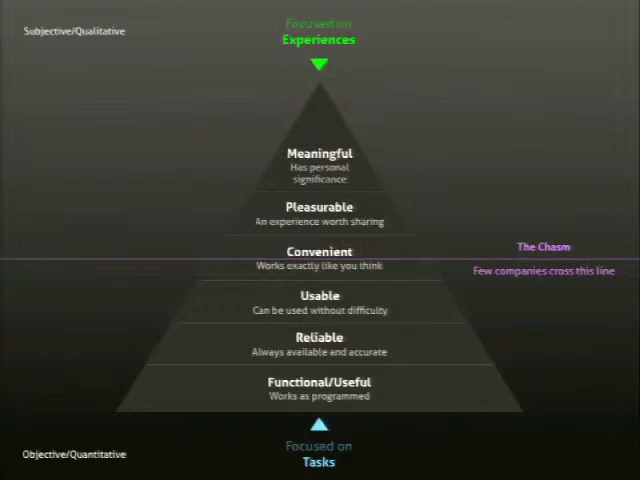 Subjective/Qualitative
Focused on
Experiences
Meaningful
Has personal
significance
Pleasurable
An experience worth sharing
Convenient
Works exactly like you think
The Chasm
Few companies cross this line
Usable
Can be used without difficulty
Reliable
Always available and accurate
Functional/Useful
Works as programmed
Focused on
Tasks
Objective/Quantitative